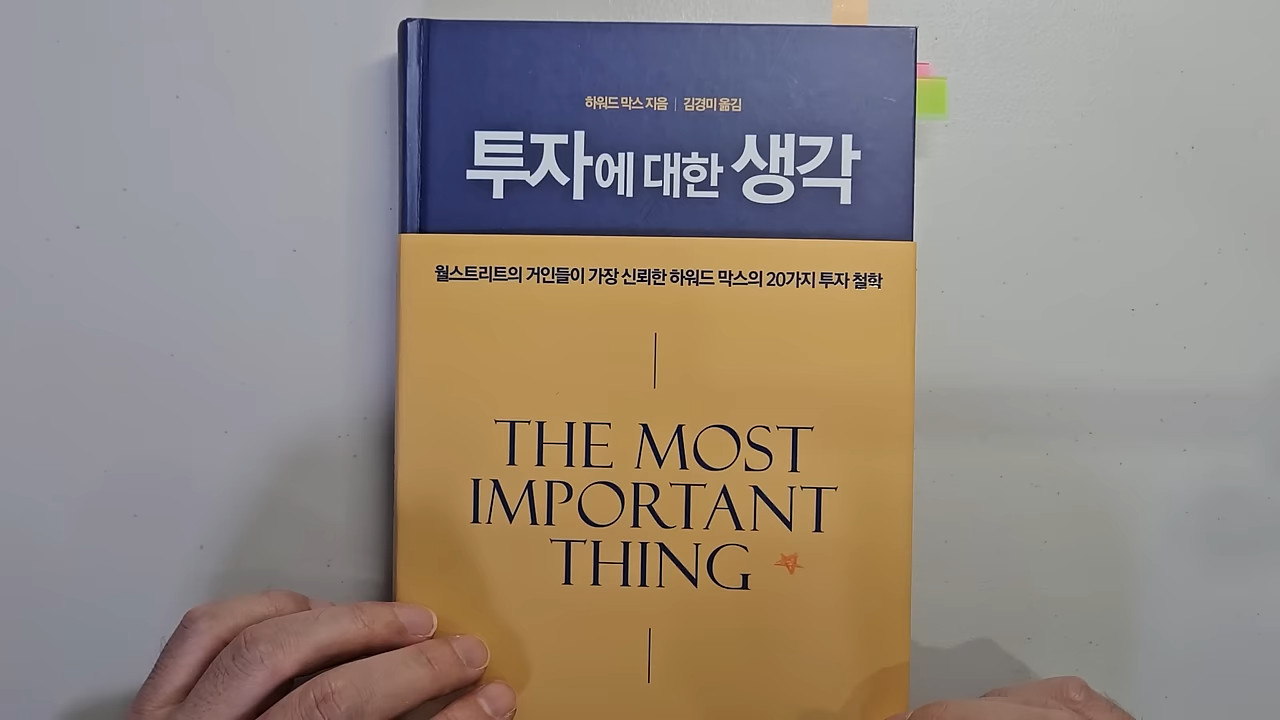 하워드 막스 지음 | 김경미 옮김
투자에 대한 생각
월스트리트의 거인들이 가장 신뢰한 하워드 막스의 20가지 투자 철학
THE MOST
IMPORTANT
THING